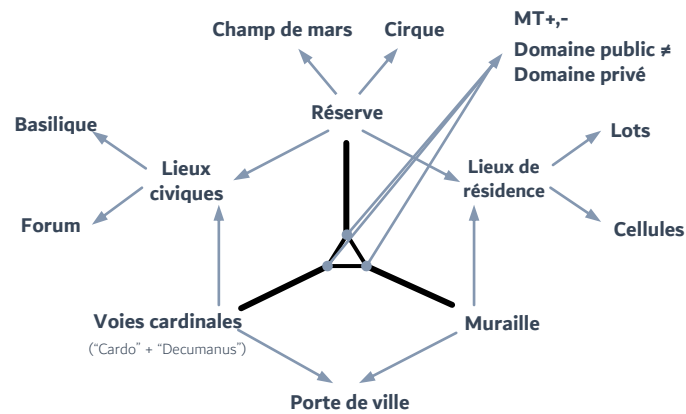 MT+,-
Champ de mars
Cirque
Domaine public ≠
Domaine privé
Réserve
Basilique
Lots
Lieux
civiques
Lieux de
résidence
Forum
Cellules
Voies cardinales
(“Cardo” + “Decumanus”)
Muraille
Porte de ville